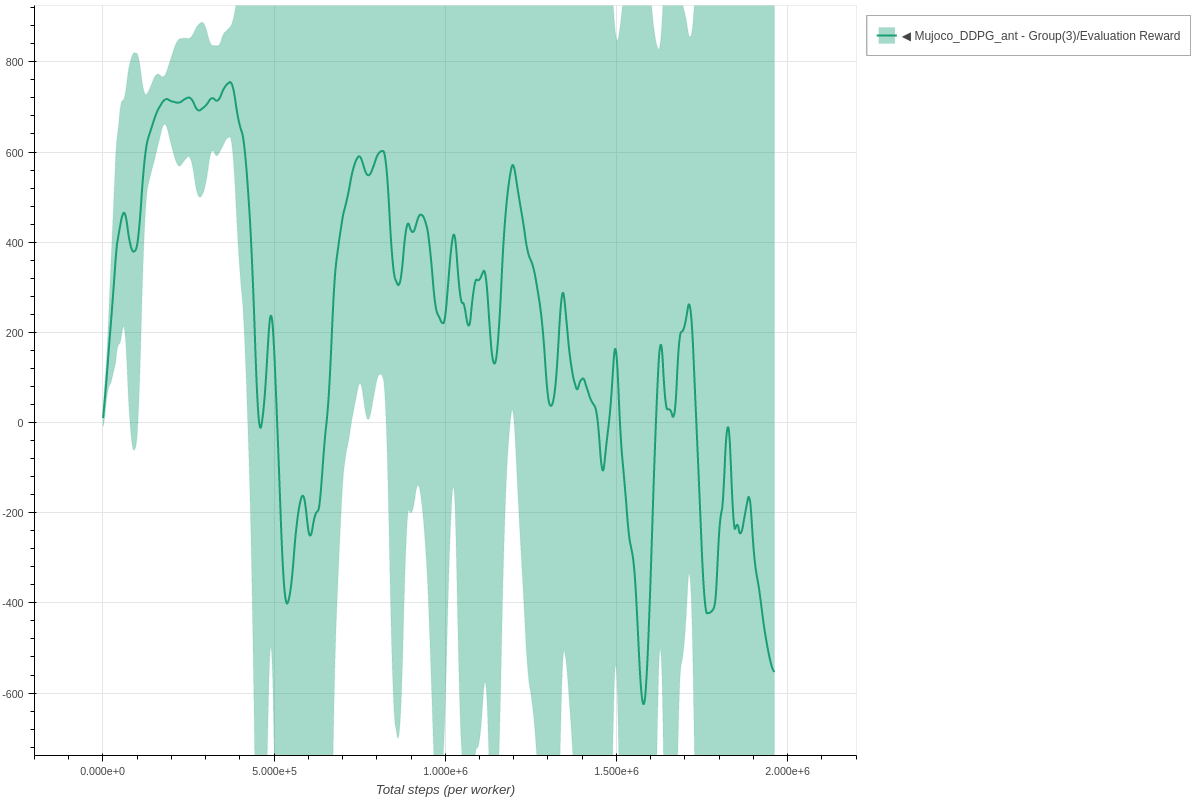 ◀ Mujoco_DDPG_ant - Group(3)/Evaluation Reward
800
600
400
200
0
-200
-400
-600
0.000e+0 5.000e+5 1.000e+6 1.500e+6 2.000e+6
Total steps (per worker)